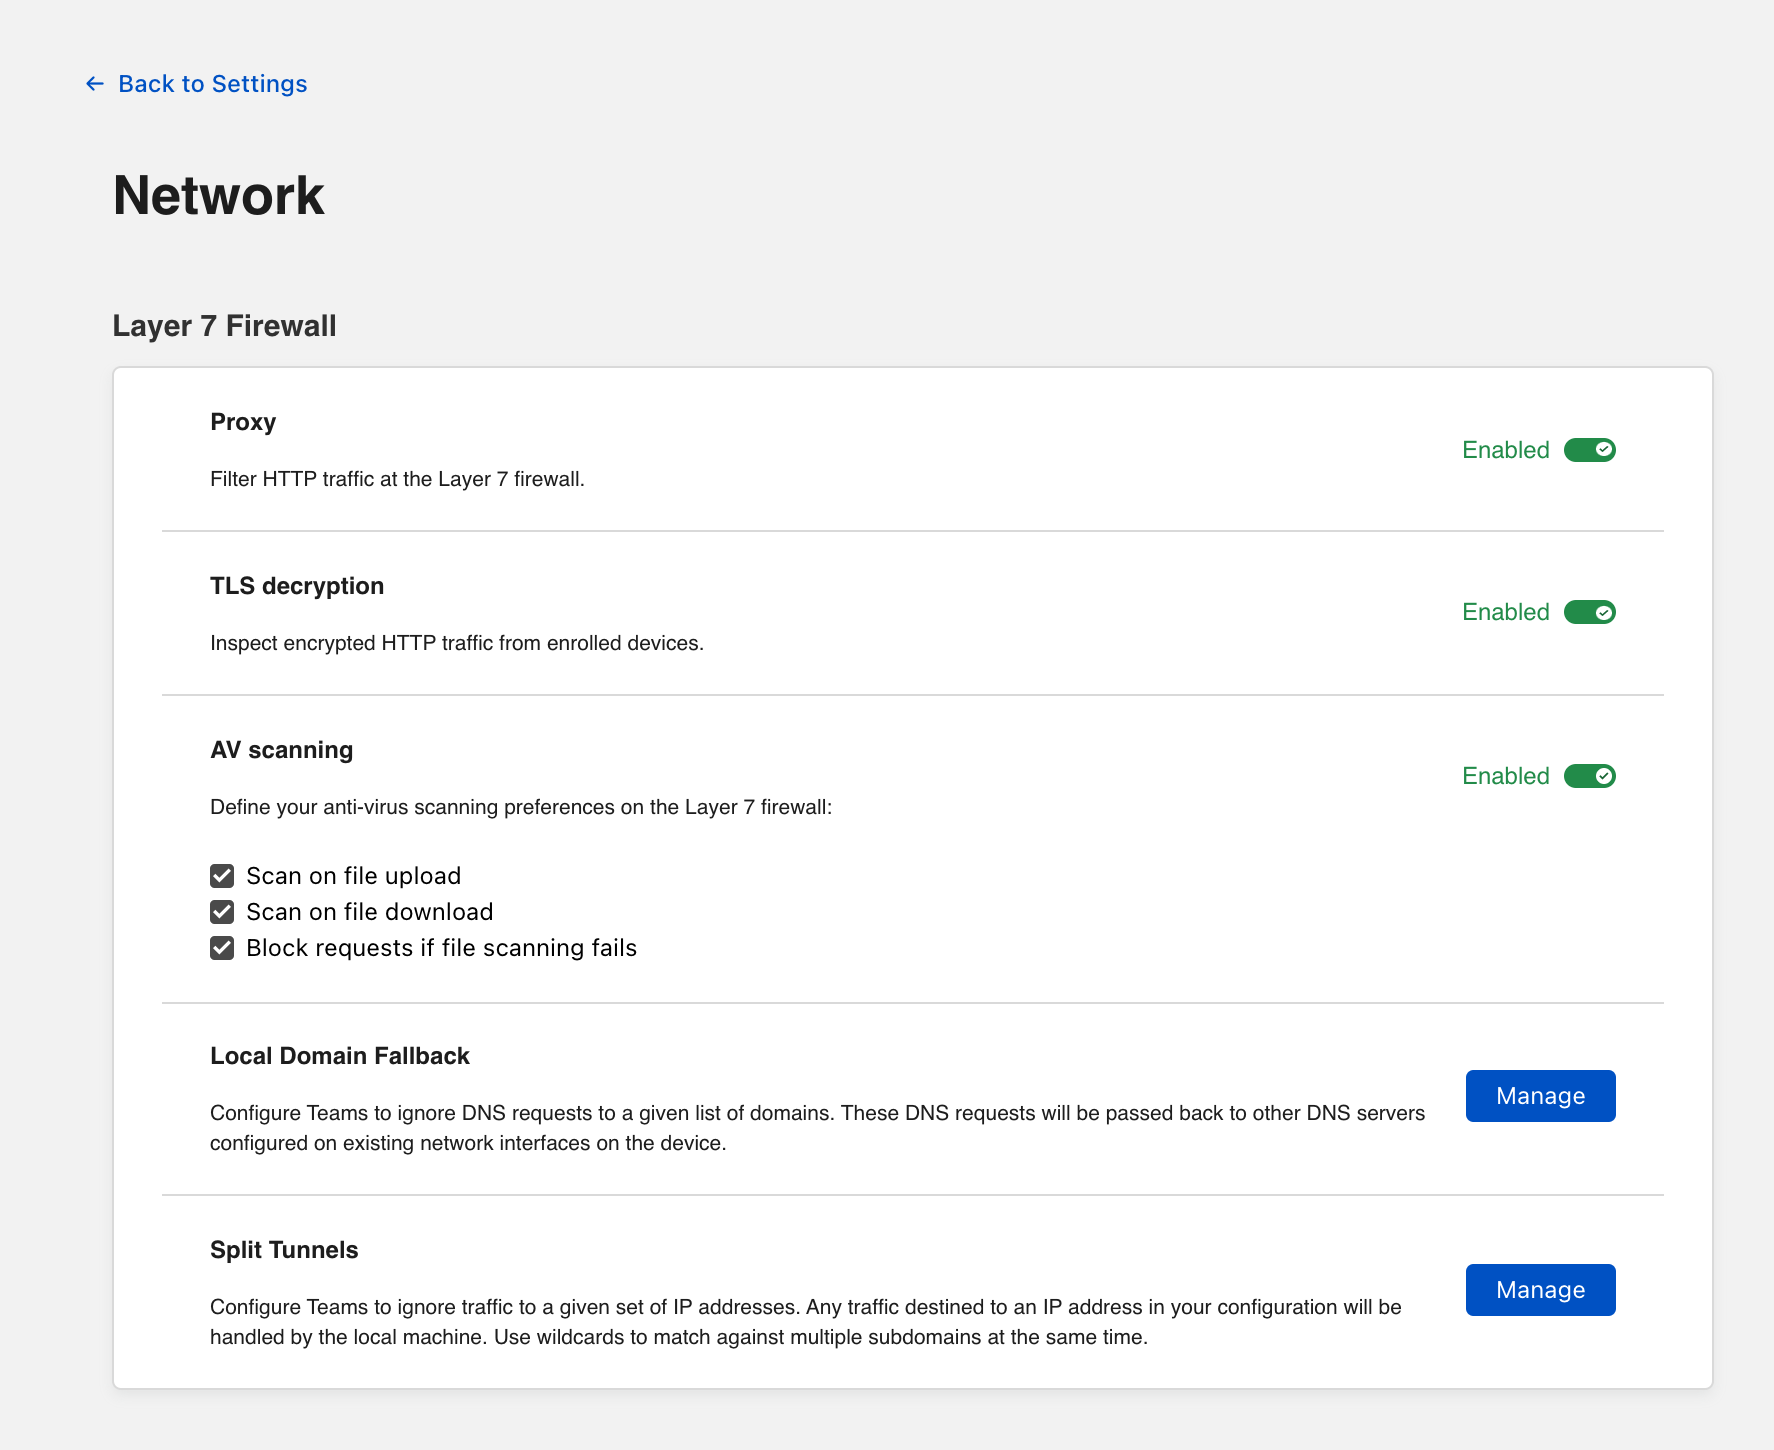 ← Back to Settings
Network
Layer 7 Firewall
Proxy
Enabled
Filter HTTP traffic at the Layer 7 firewall.
TLS decryption
Enabled
Inspect encrypted HTTP traffic from enrolled devices.
AV scanning
Enabled
Define your anti-virus scanning preferences on the Layer 7 firewall:
Scan on file upload
Scan on file download
Block requests if file scanning fails
Local Domain Fallback
Manage
Configure Teams to ignore DNS requests to a given list of domains. These DNS requests will be passed back to other DNS servers
configured on existing network interfaces on the device.
Split Tunnels
Manage
Configure Teams to ignore traffic to a given set of IP addresses. Any traffic destined to an IP address in your configuration will be
handled by the local machine. Use wildcards to match against multiple subdomains at the same time.